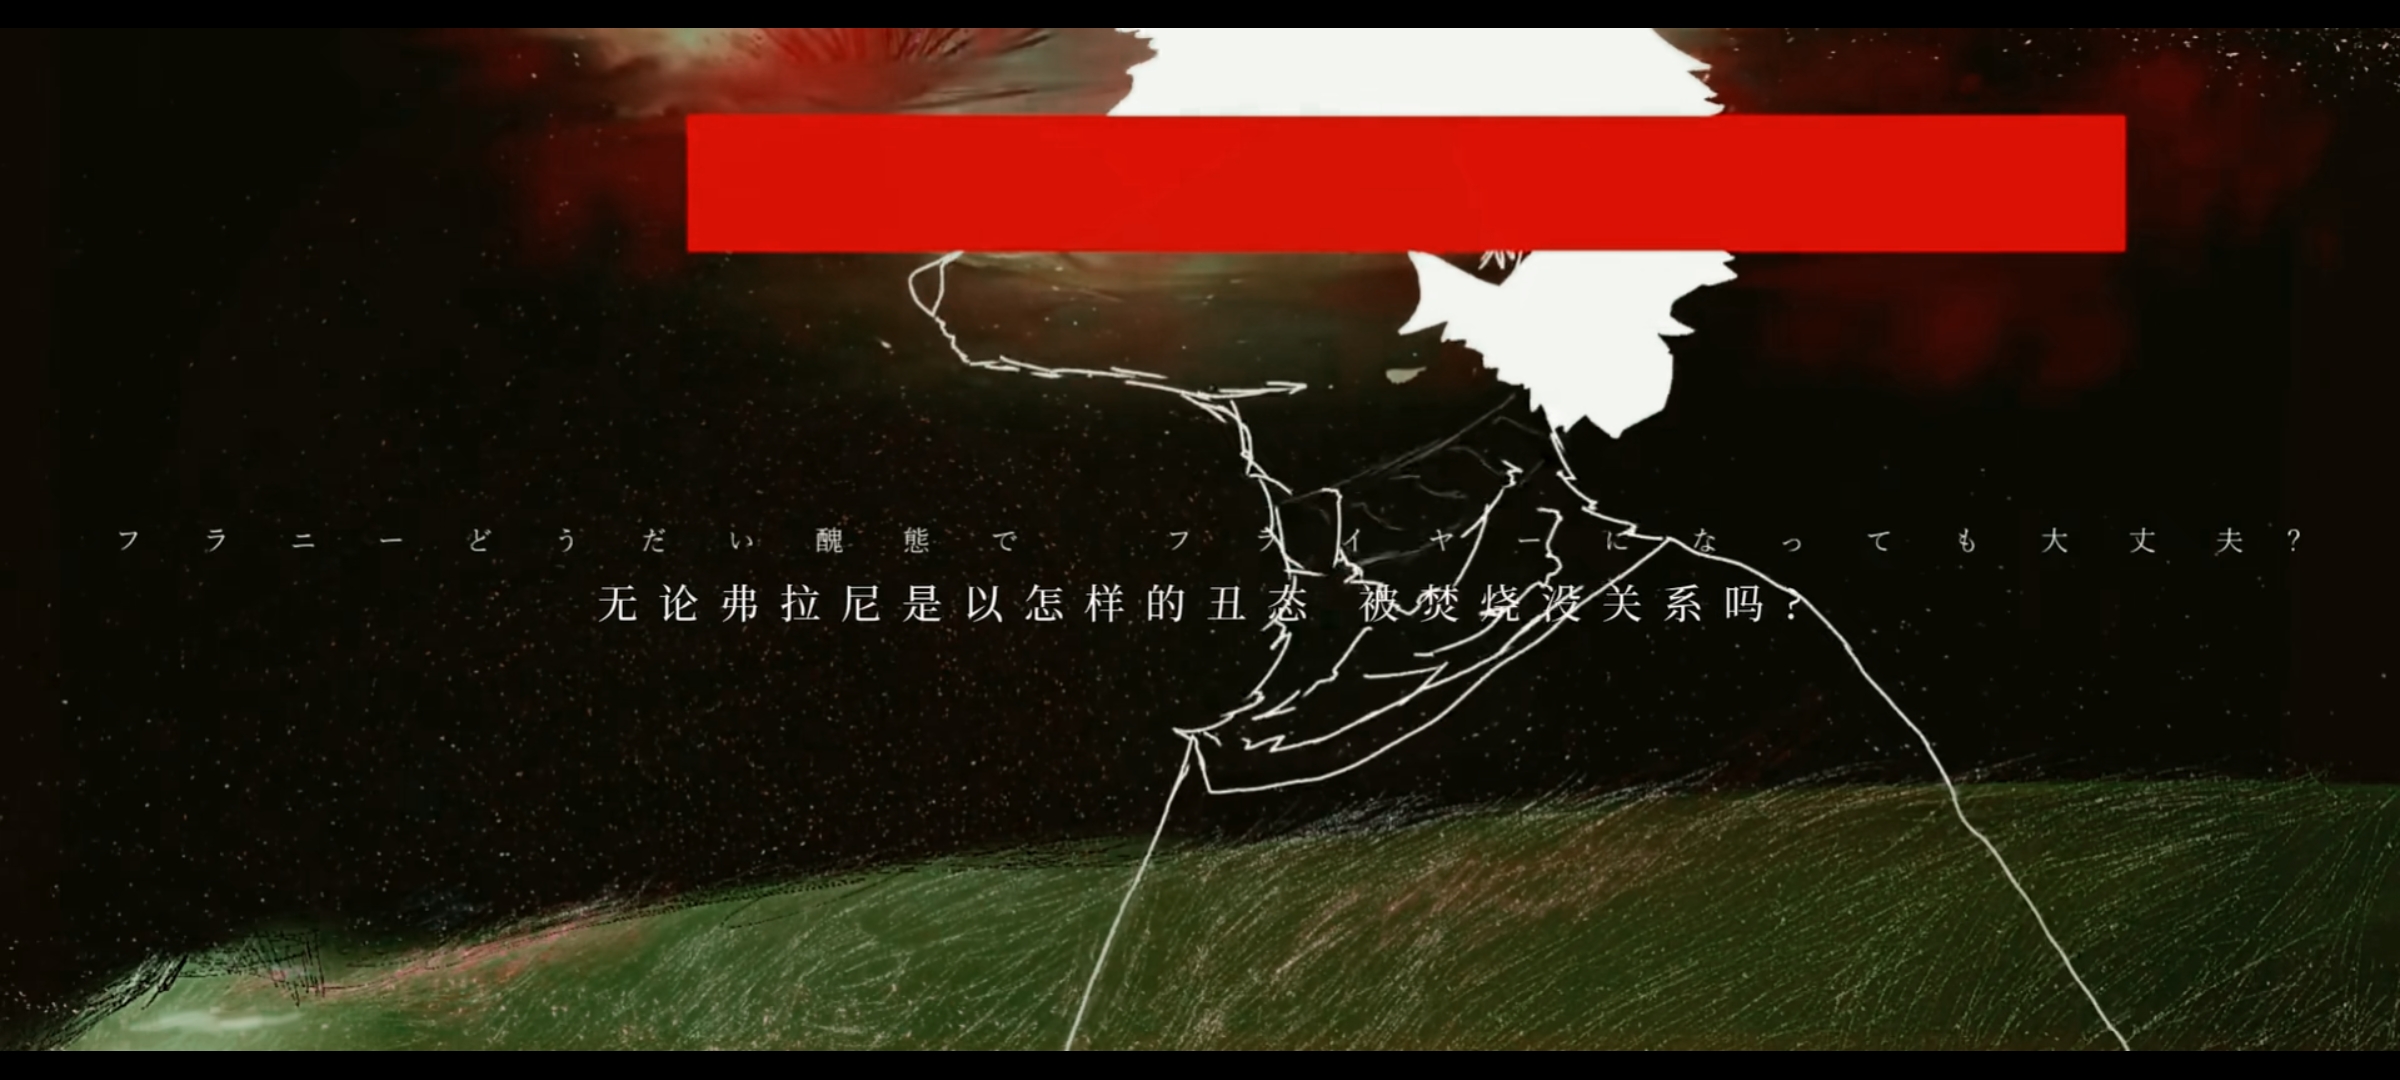 フラニーどうだい醜態で フライヤーになっても大丈夫?
无论弗拉尼是以怎样的丑态 被焚烧没关系吗?